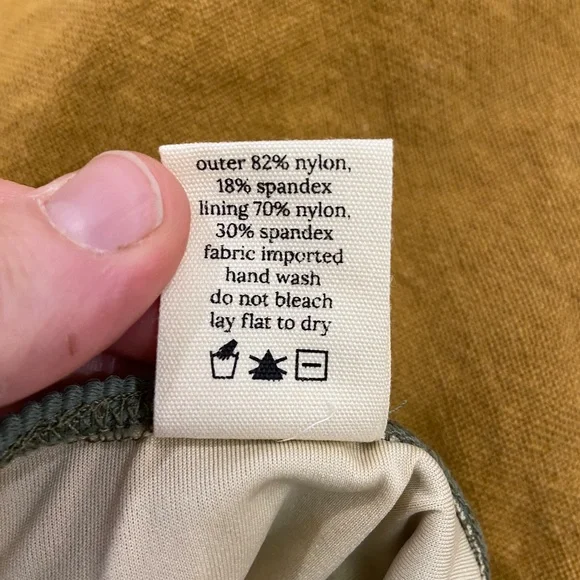 outer 82% nylon,
18% spandex
lining 70% nylon,
30% spandex
fabric imported
hand wash
do not bleach
lay flat to dry